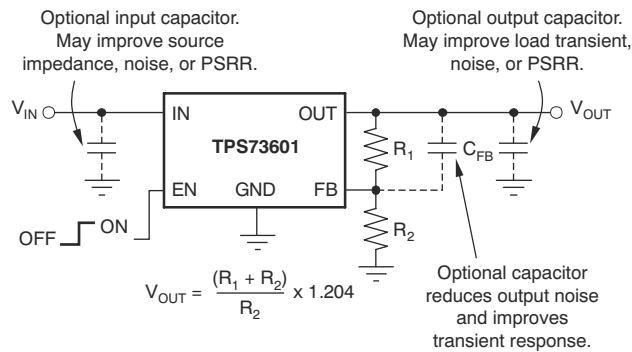 Optional input capacitor.
May improve source
impedance, noise, or PSRR.
Optional output capacitor.
May improve load transient,
noise, or PSRR.
VIN
IN
OUT
VOUT
TPS73601
R1
CFB
EN
GND
FB
OFF
ON
R2
VOUT = (R1 + R2)
R2
x 1.204
Optional capacitor
reduces output noise
and improves
transient response.